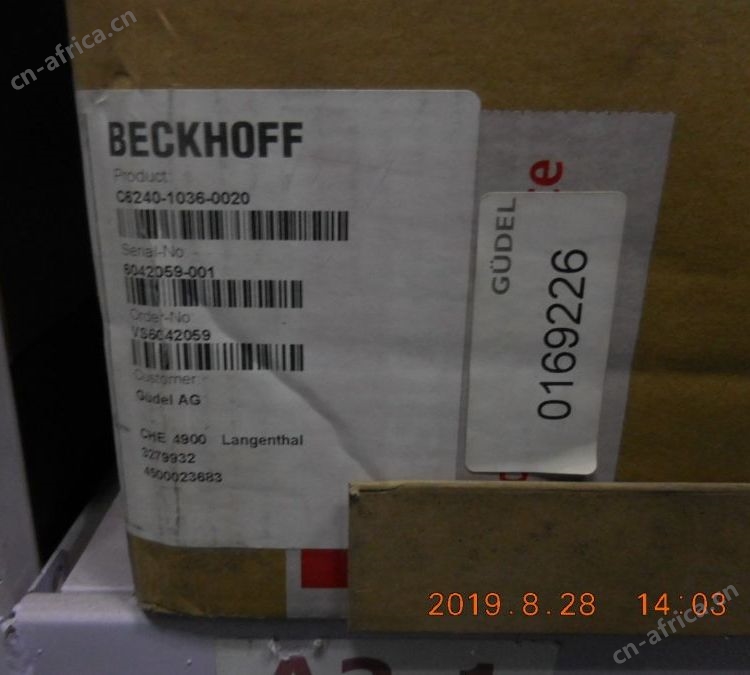 cn-africa.cn
BECKHOFF
Product:
C6240-1036-0020
Serial-No
6042059-001
Order-No
VS6042059
Customer
Güdel AG
CHE 4900 Langenthal
3279932
4500023683
GÜDEL
0169226
2019.8.28 14:03
cn-africa.cn